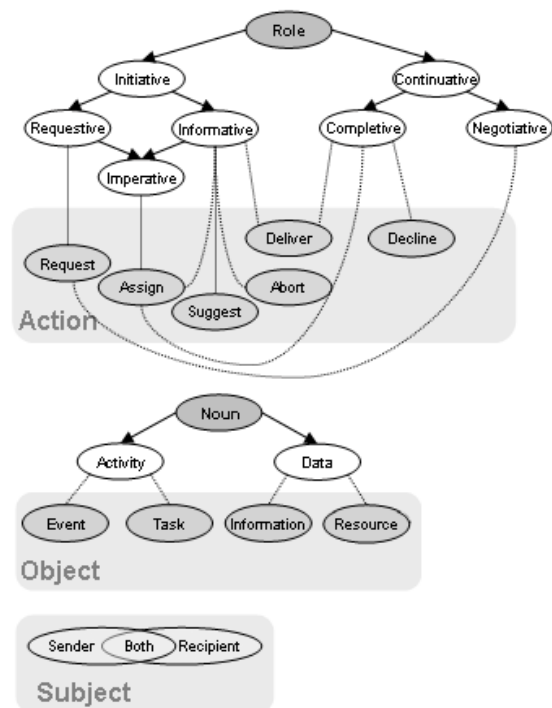 Role
Initiative
Continuative
Requestive
Informative
Completive
Negotiative
Imperative
Deliver
Decline
Request
Assign
Abort
Suggest
Action
Noun
Activity
Data
Event
Task
Information
Resource
Object
Sender
Both
Recipient
Subject